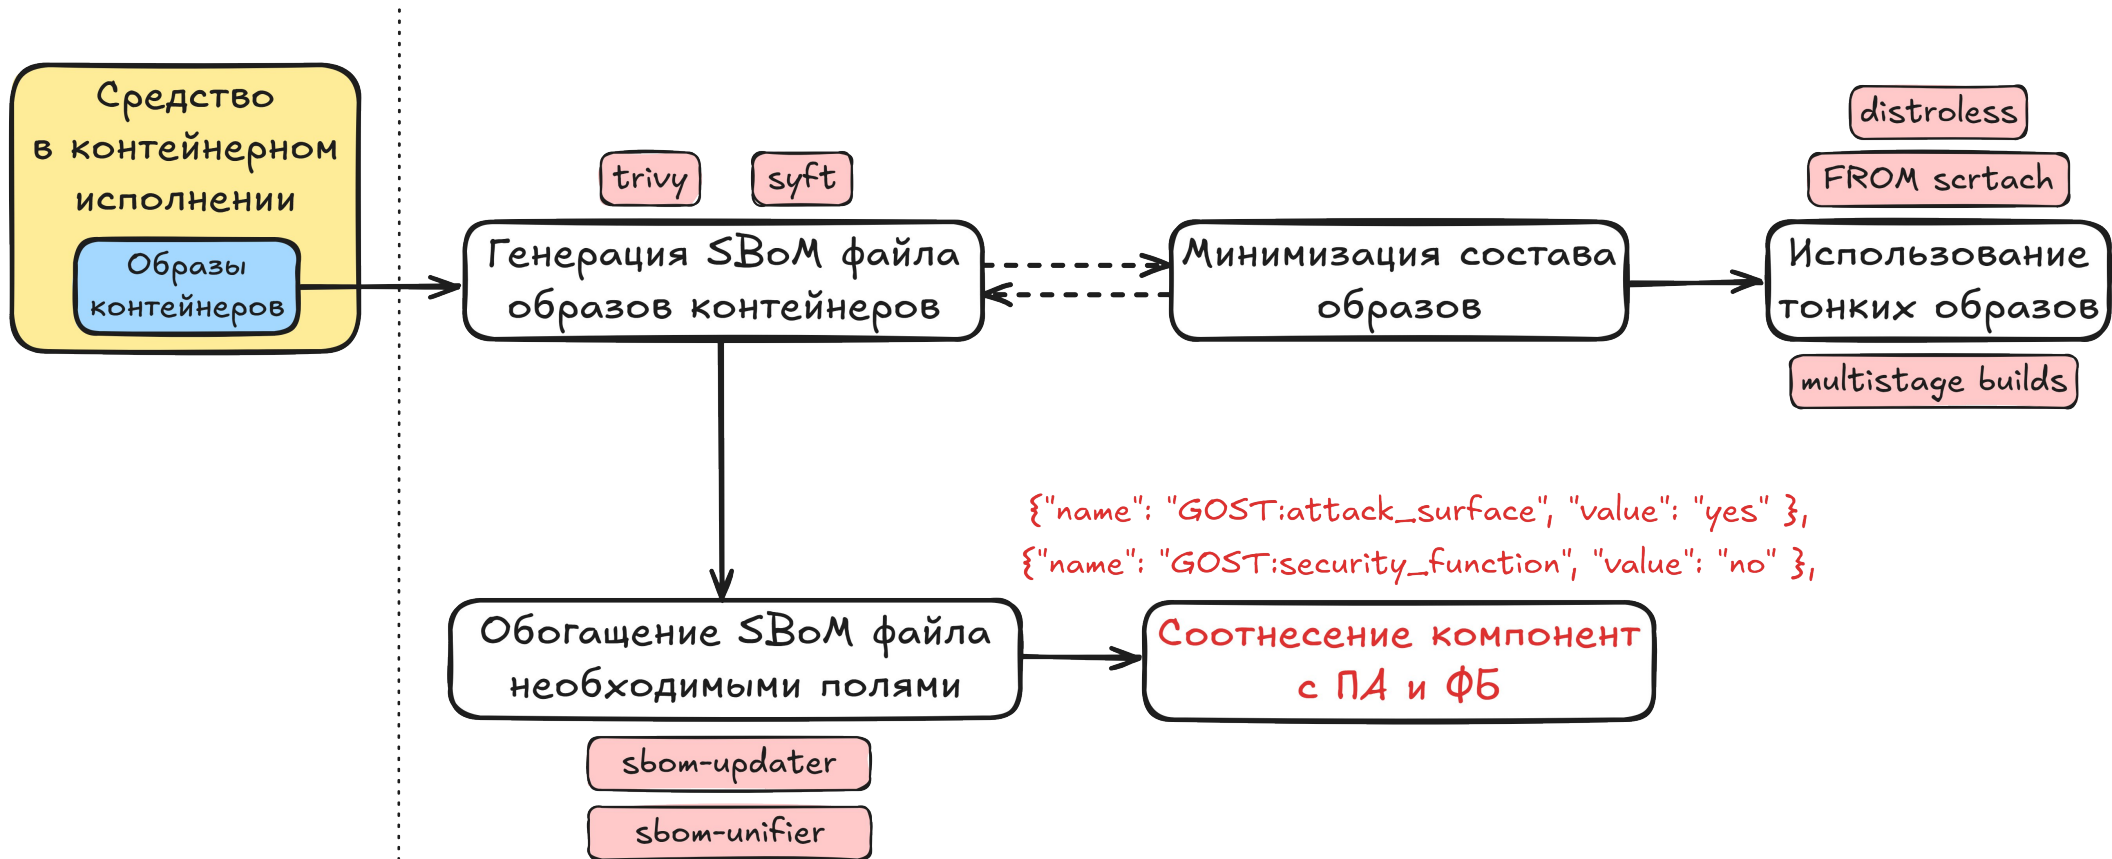 Средство
в контейнерном
исполнении
Образы
контейнеров
trivy
syft
Генерация SBoM файла
образов контейнеров
Минимизация состава
образов
distroless
FROM scrtach
Использование
тонких образов
multistage builds
{"name": "GOST:attack_surface", "value": "yes" },
{"name": "GOST:security_function", "value": "no" },
Обогащение SBoM файла
необходимыми полями
Соотнесение компонент
с ПА и ФБ
sbom-updater
sbom-unifier